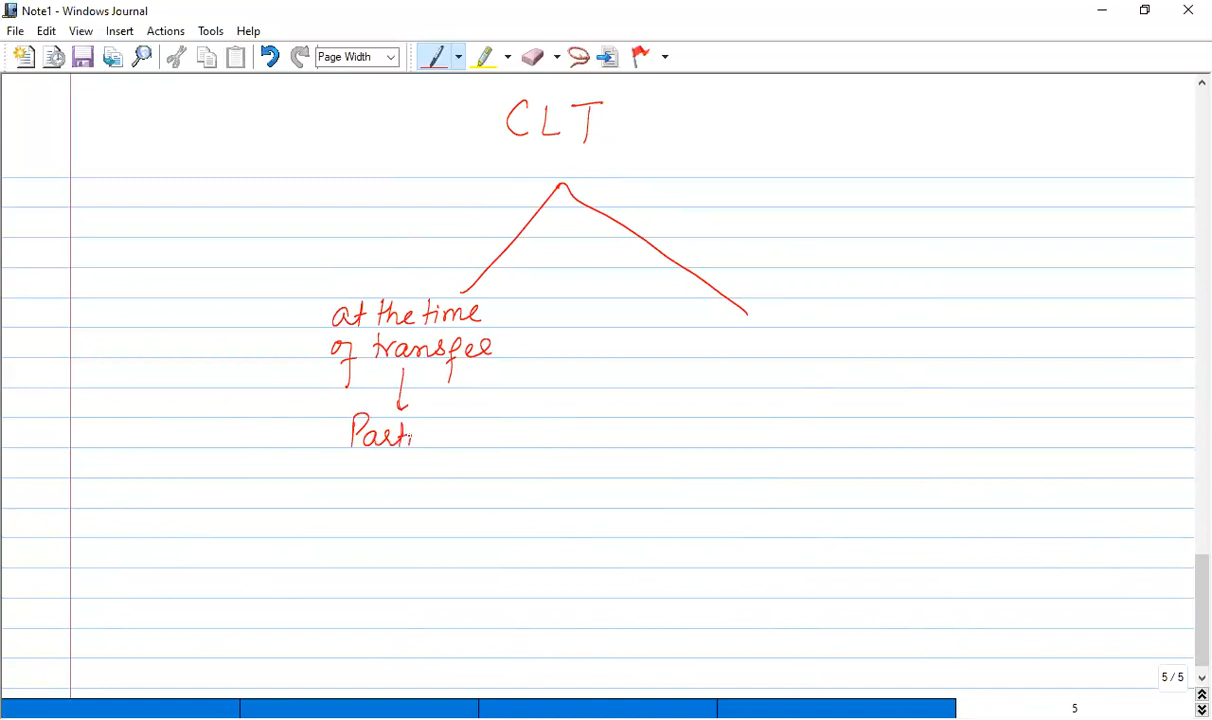 Note1 - Windows Journal
File Edit View Insert Actions Tools Help
Page Width
CLT
at the time
of transfer
Parti
5 / 5
5